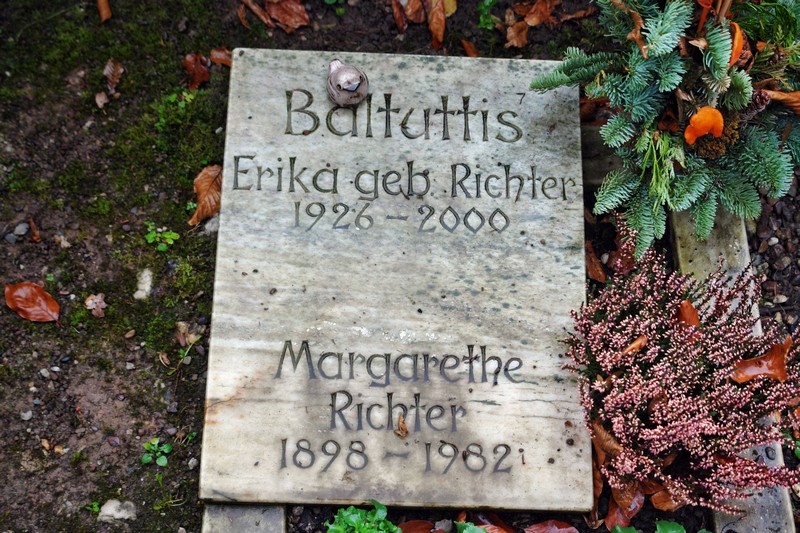 Baltuttis
Erika geb. Richter
1926 – 2000
Margarethe
Richter
1898 – 1982